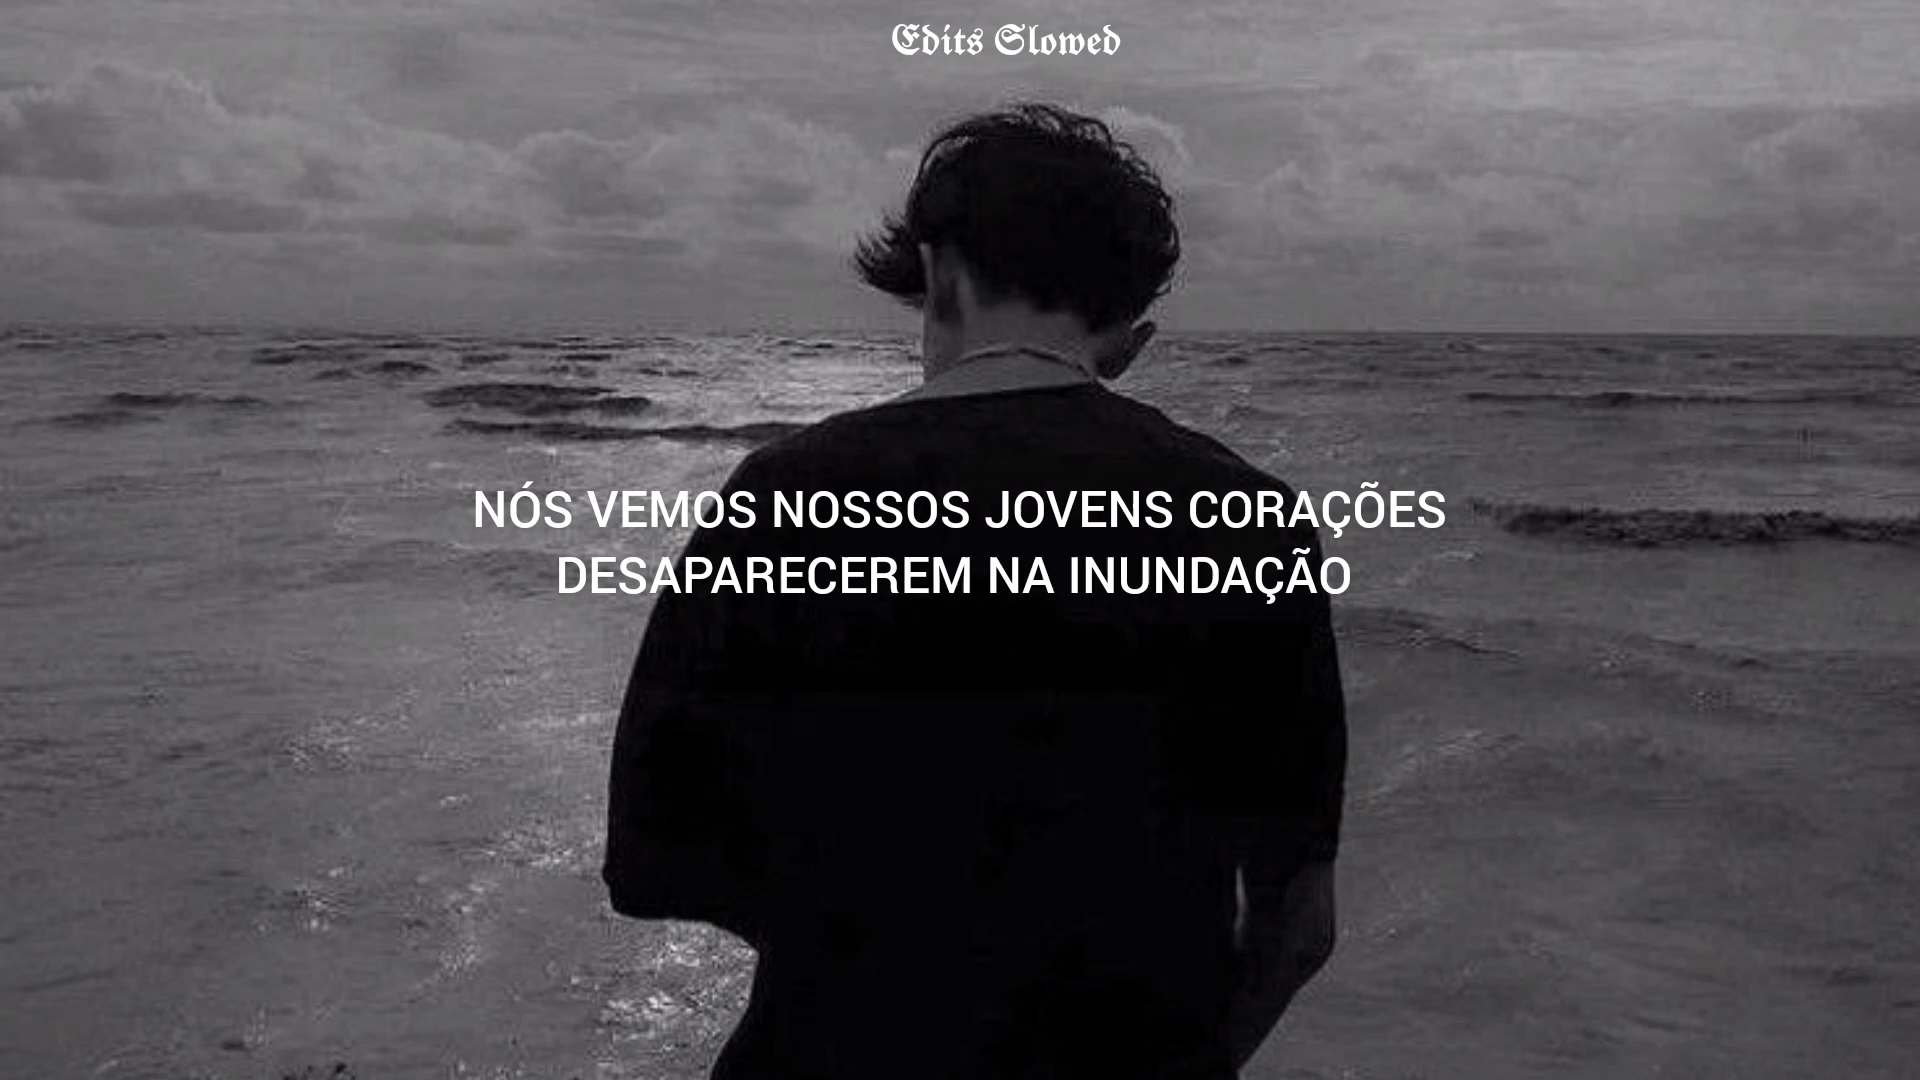 Edits Slowed
NÓS VEMOS NOSSOS JOVENS CORAÇÕES
DESAPARECEREM NA INUNDAÇÃO